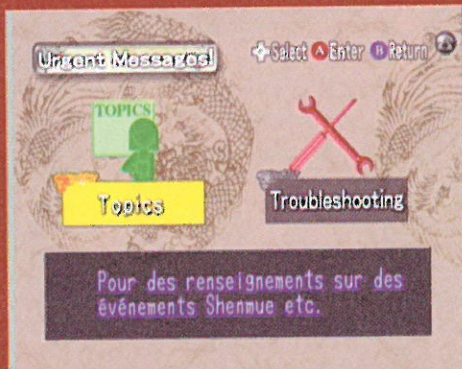 Urgent Messages!
Select A Enter B Return
TOPICS
Topics
Troubleshooting
Pour des renseignements sur des
événements Shenmue etc.